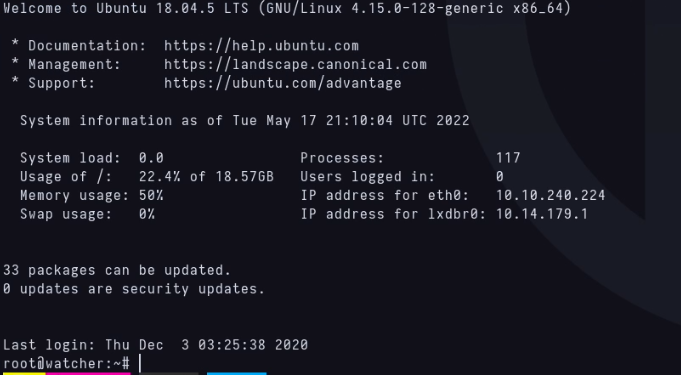 Welcome to Ubuntu 18.04.5 LTS (GNU/Linux 4.15.0-128-generic x86_64)
* Documentation:  https://help.ubuntu.com
* Management:     https://landscape.canonical.com
* Support:        https://ubuntu.com/advantage
System information as of Tue May 17 21:10:04 UTC 2022
System load:  0.0                Processes:             117
Usage of /:   22.4% of 18.57GB   Users logged in:       0
Memory usage: 50%                IP address for eth0:   10.10.240.224
Swap usage:   0%                 IP address for lxdbr0: 10.14.179.1
33 packages can be updated.
0 updates are security updates.
Last login: Thu Dec  3 03:25:38 2020
root@watcher:~#